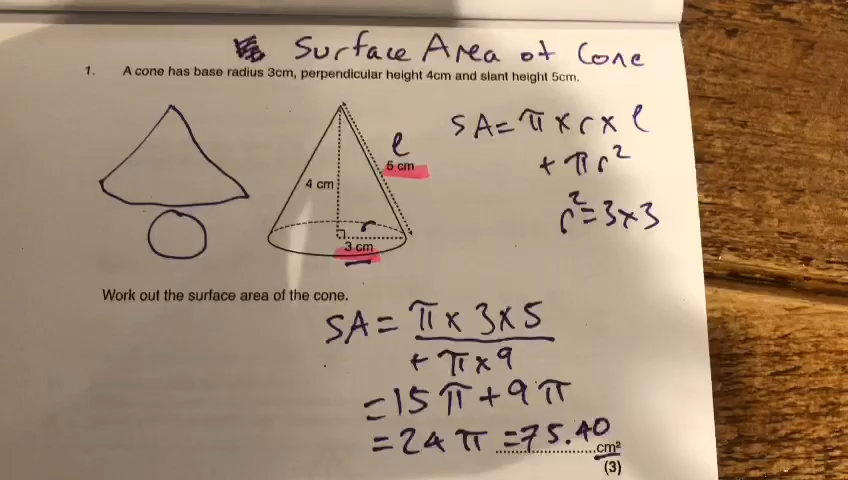 Surface Area of Cone
1. A cone has base radius 3cm, perpendicular height 4cm and slant height 5cm.
SA = π × r × l
+ πr²
r² = 3×3
l
5 cm
4 cm
r
3 cm
Work out the surface area of the cone.
SA = π × 3 × 5
+ π × 9
= 15π + 9π
= 24π = 75.40
..............................cm²
(3)